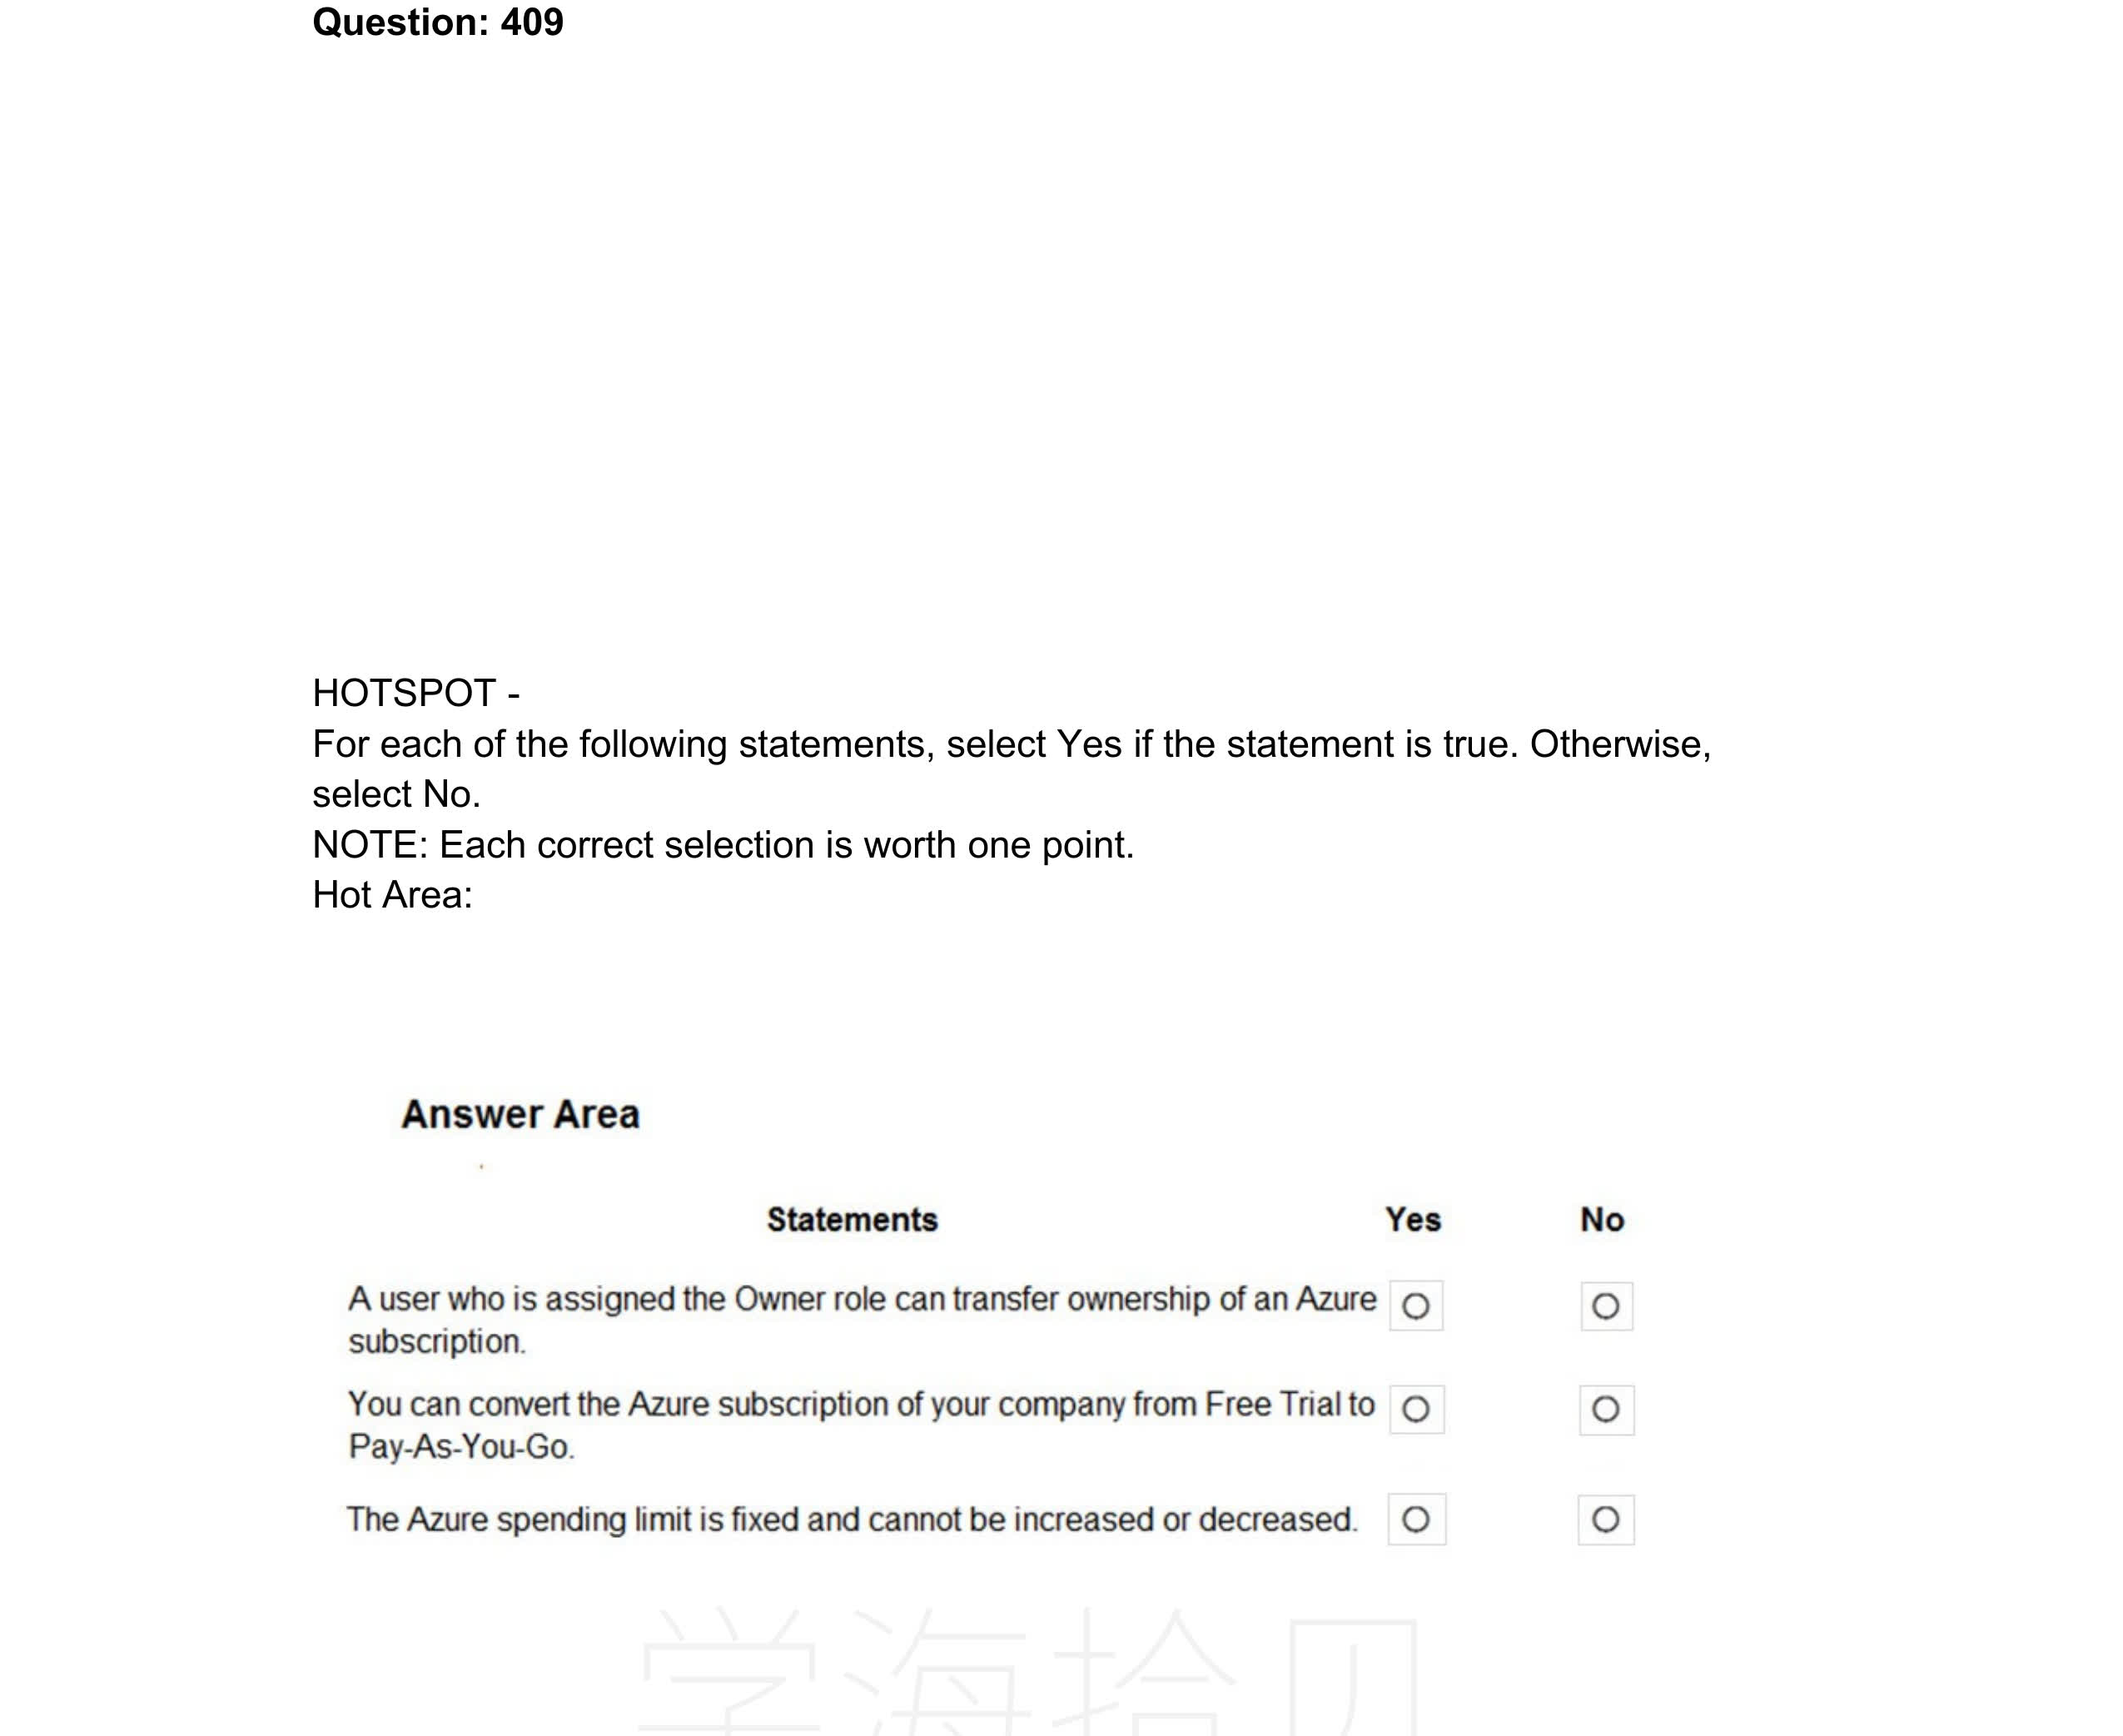 Question: 409
HOTSPOT -
For each of the following statements, select Yes if the statement is true. Otherwise,
select No.
NOTE: Each correct selection is worth one point.
Hot Area:
Answer Area
Statements Yes No
A user who is assigned the Owner role can transfer ownership of an Azure
subscription.
You can convert the Azure subscription of your company from Free Trial to
Pay-As-You-Go.
The Azure spending limit is fixed and cannot be increased or decreased.
学海拾贝